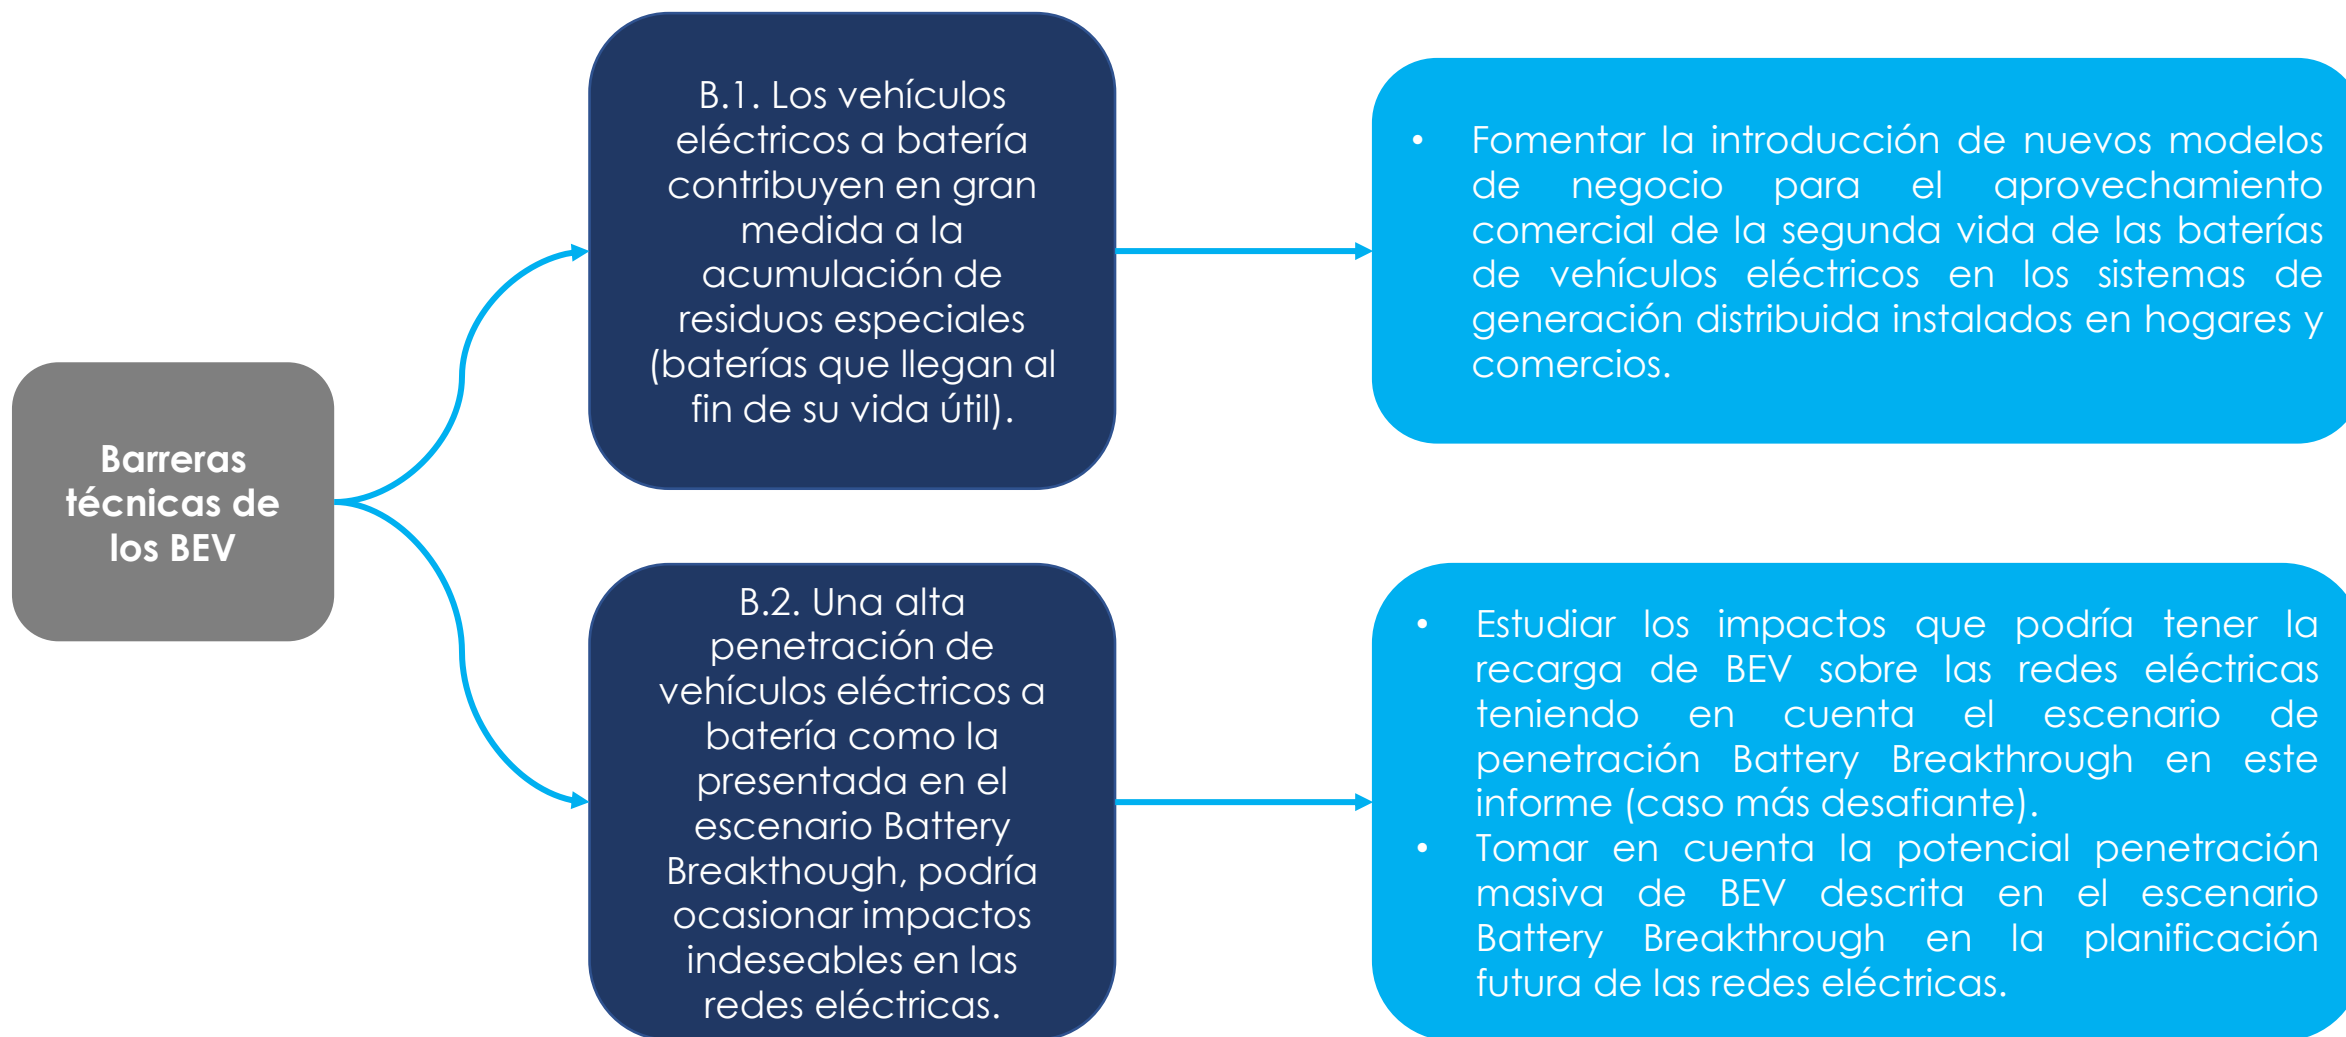 Barreras
técnicas de
los BEV
B.1. Los vehículos
eléctricos a batería
contribuyen en gran
medida a la
acumulación de
residuos especiales
(baterías que llegan al
fin de su vida útil).
• Fomentar la introducción de nuevos modelos
de negocio para el aprovechamiento
comercial de la segunda vida de las baterías
de vehículos eléctricos en los sistemas de
generación distribuida instalados en hogares y
comercios.
B.2. Una alta
penetración de
vehículos eléctricos a
batería como la
presentada en el
escenario Battery
Breakthough, podría
ocasionar impactos
indeseables en las
redes eléctricas.
• Estudiar los impactos que podría tener la
recarga de BEV sobre las redes eléctricas
teniendo en cuenta el escenario de
penetración Battery Breakthrough en este
informe (caso más desafiante).
• Tomar en cuenta la potencial penetración
masiva de BEV descrita en el escenario
Battery Breakthrough en la planificación
futura de las redes eléctricas.